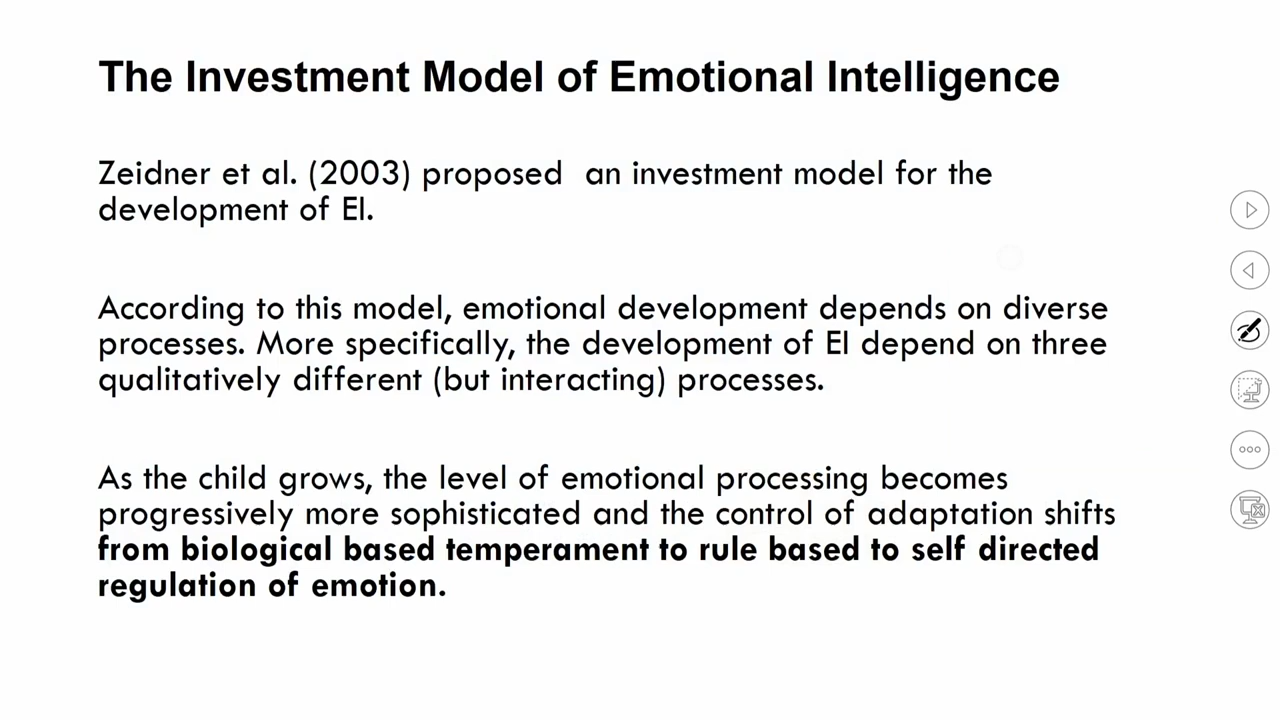 The Investment Model of Emotional Intelligence
Zeidner et al. (2003) proposed  an investment model for the
development of EI.
According to this model, emotional development depends on diverse
processes. More specifically, the development of EI depend on three
qualitatively different (but interacting) processes.
As the child grows, the level of emotional processing becomes
progressively more sophisticated and the control of adaptation shifts
from biological based temperament to rule based to self directed
regulation of emotion.